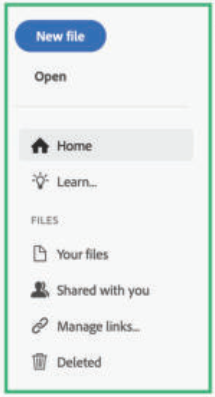 New file
Open
Home
Learn...
FILES
Your files
Shared with you
Manage links...
Deleted